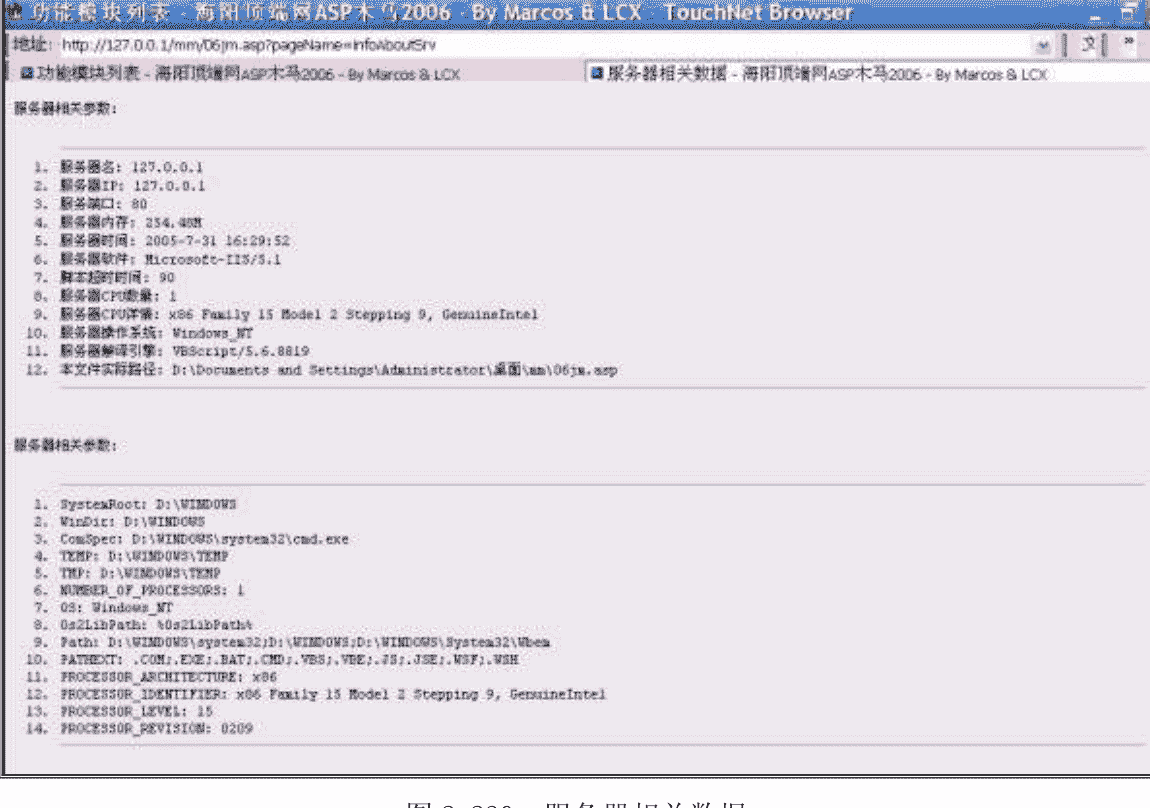 功能模块列表 - 海阳顶端网ASP木马2006 - By Marcos & LCX - TouchNet Browser
地址: http://127.0.0.1/mm/06jm.asp?pageName=infoAboutSrv
功能模块列表 - 海阳顶端网ASP木马2006 - By Marcos & LCX
服务器相关数据 - 海阳顶端网ASP木马2006 - By Marcos & LCX
服务器相关参数:
1. 服务器名: 127.0.0.1
2. 服务器IP: 127.0.0.1
3. 服务端口: 80
4. 服务器内存: 254.48M
5. 服务器时间: 2005-7-31 16:29:52
6. 服务器软件: Microsoft-IIS/5.1
7. 脚本超时时间: 90
8. 服务器CPU数量: 1
9. 服务器CPU详情: x86 Family 15 Model 2 Stepping 9, GenuineIntel
10. 服务器操作系统: Windows_NT
11. 服务器解译引擎: VBScript/5.6.8819
12. 本文件实际路径: D:\Documents and Settings\Administrator\桌面\mm\06jm.asp
服务器相关参数:
1. SystemRoot: D:\WINDOWS
2. WinDir: D:\WINDOWS
3. ComSpec: D:\WINDOWS\system32\cmd.exe
4. TEMP: D:\WINDOWS\TEMP
5. TMP: D:\WINDOWS\TEMP
6. NUMBER_OF_PROCESSORS: 1
7. OS: Windows_NT
8. Os2LibPath: %Os2LibPath%
9. Path: D:\WINDOWS\system32;D:\WINDOWS;D:\WINDOWS\System32\Wbem
10. PATHEXT: .COM;.EXE;.BAT;.CMD;.VBS;.VBE;.JS;.JSE;.WSF;.WSH
11. PROCESSOR_ARCHITECTURE: x86
12. PROCESSOR_IDENTIFIER: x86 Family 15 Model 2 Stepping 9, GenuineIntel
13. PROCESSOR_LEVEL: 15
14. PROCESSOR_REVISION: 0209
服务器相关数据